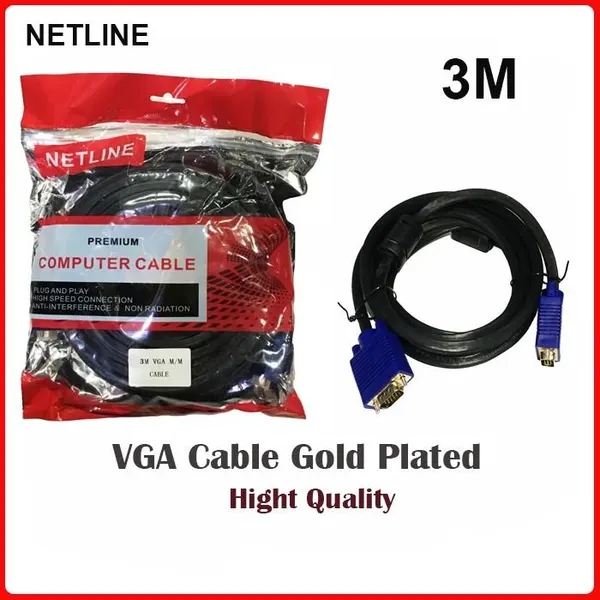 NETLINE
3M
NETLINE
PREMIUM
COMPUTER CABLE
PLUG AND PLAY
HIGH SPEED CONNECTION
ANTI-INTERFERENCE & NON RADIATION
3M VGA M/M
CABLE
VGA Cable Gold Plated
Hight Quality